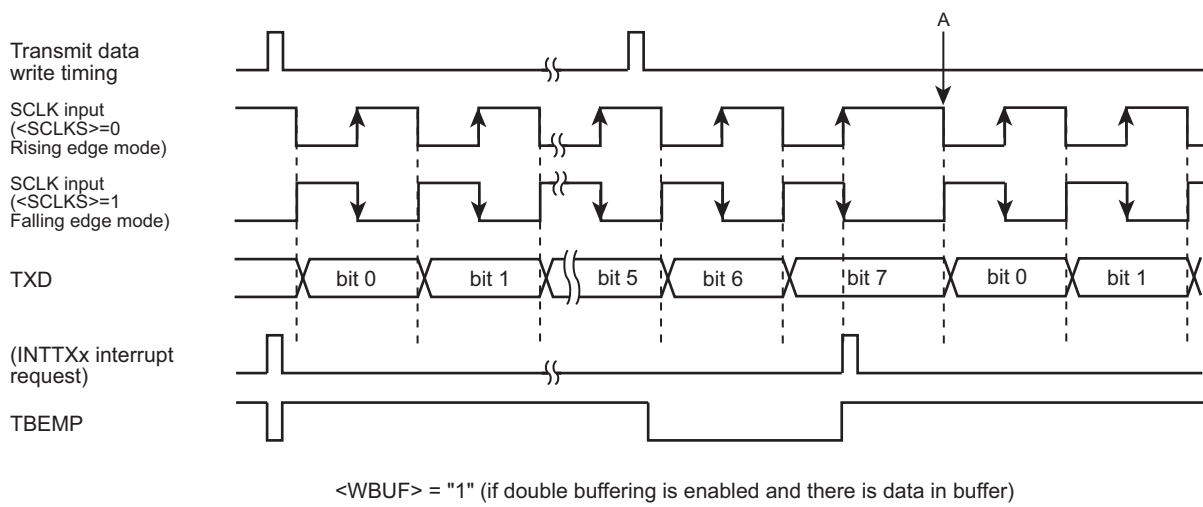 A
Transmit data
write timing
SCLK input
(<SCLKS>=0
Rising edge mode)
SCLK input
(<SCLKS>=1
Falling edge mode)
TXD
bit 0
bit 1
bit 5
bit 6
bit 7
bit 0
bit 1
(INTTXx interrupt
request)
TBEMP
<WBUF> = "1" (if double buffering is enabled and there is data in buffer)